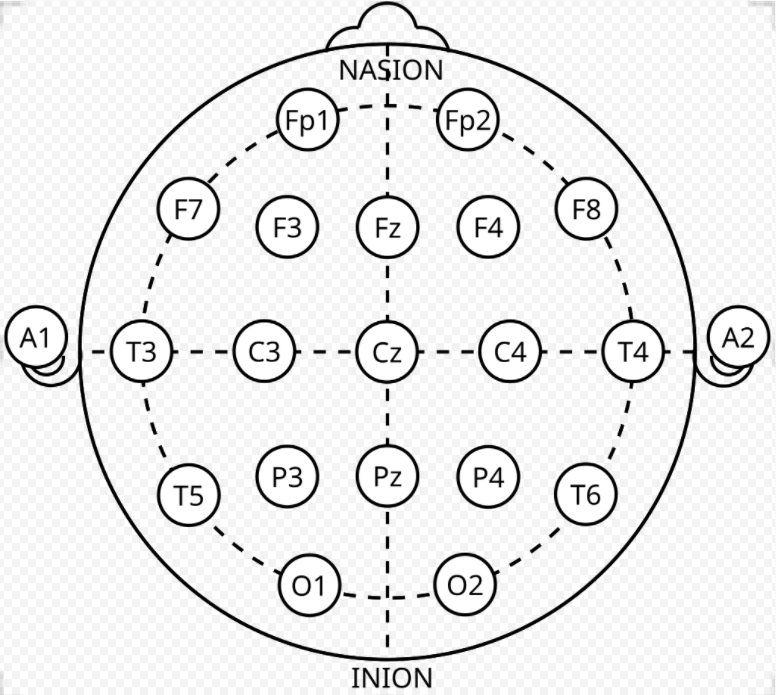 NASION
Fp1 Fp2
F7 F3 Fz F4 F8
A1 T3 C3 Cz C4 T4 A2
T5 P3 Pz P4 T6
O1 O2
INION